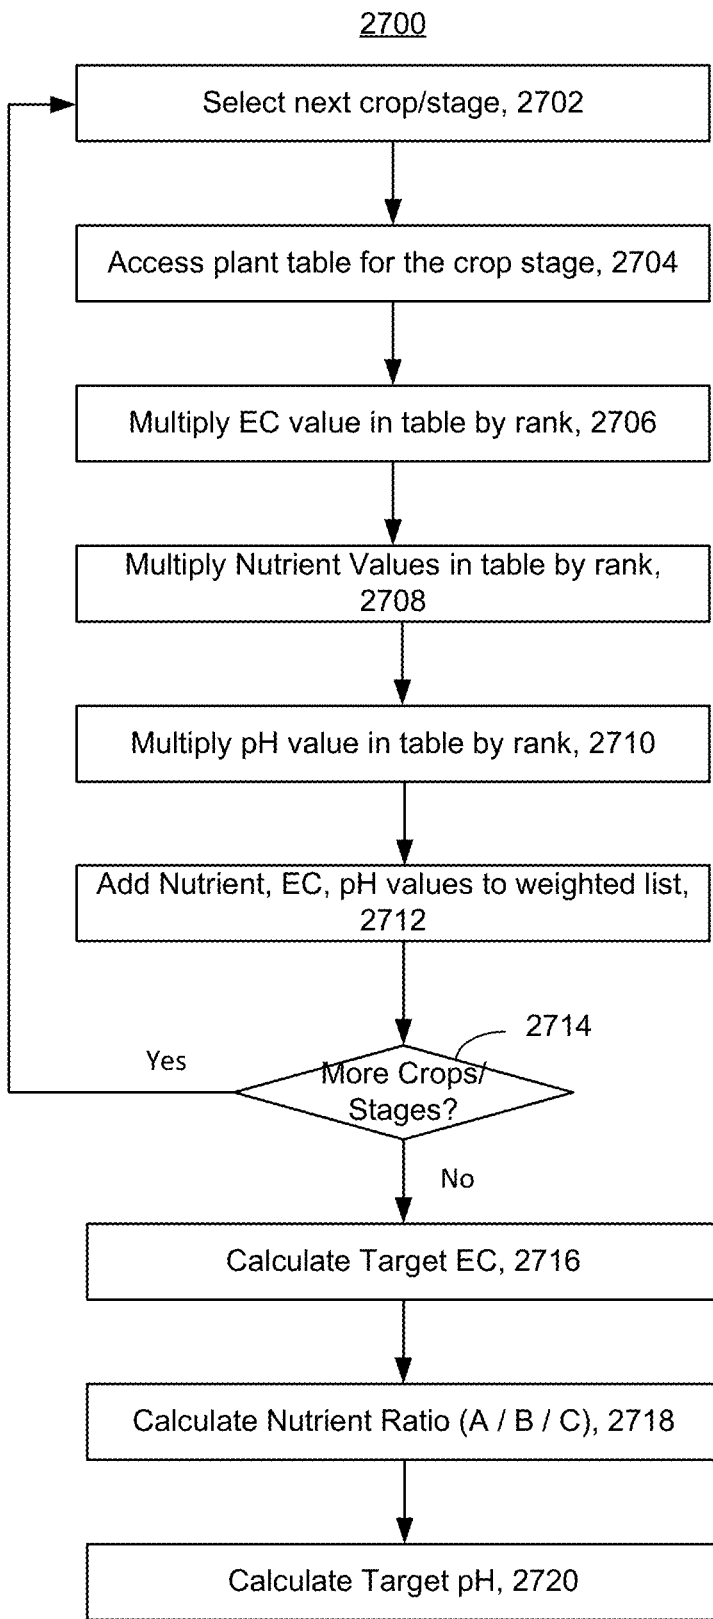 2700
Select next crop/stage, 2702
Access plant table for the crop stage, 2704
Multiply EC value in table by rank, 2706
Multiply Nutrient Values in table by rank,
2708
Multiply pH value in table by rank, 2710
Add Nutrient, EC, pH values to weighted list,
2712
2714
Yes
More Crops/
Stages?
No
Calculate Target EC, 2716
Calculate Nutrient Ratio (A / B / C), 2718
Calculate Target pH, 2720